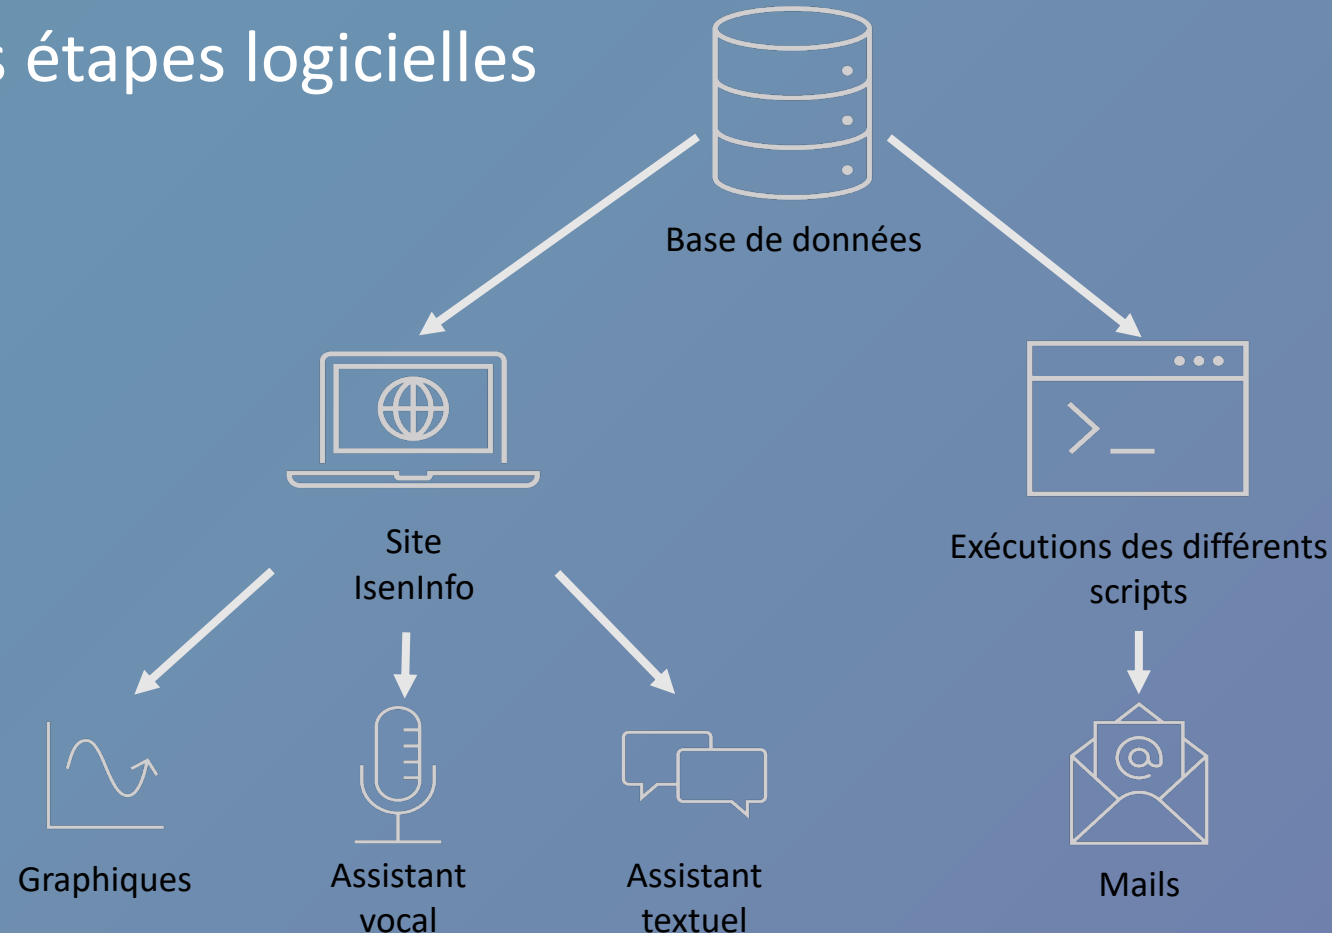 étapes logicielles
Base de données
Site
IsenInfo
Exécutions des différents
scripts
>_
@
Graphiques
Assistant
vocal
Assistant
textuel
Mails